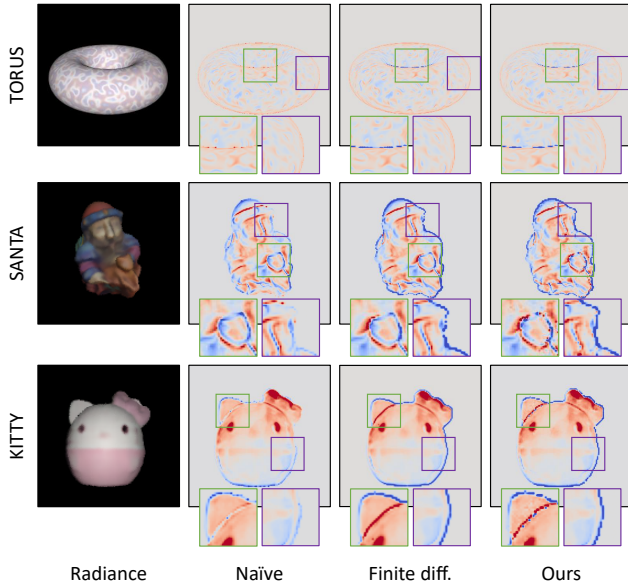 TORUS
SANTA
KITTY
Radiance
Naïve
Finite diff.
Ours